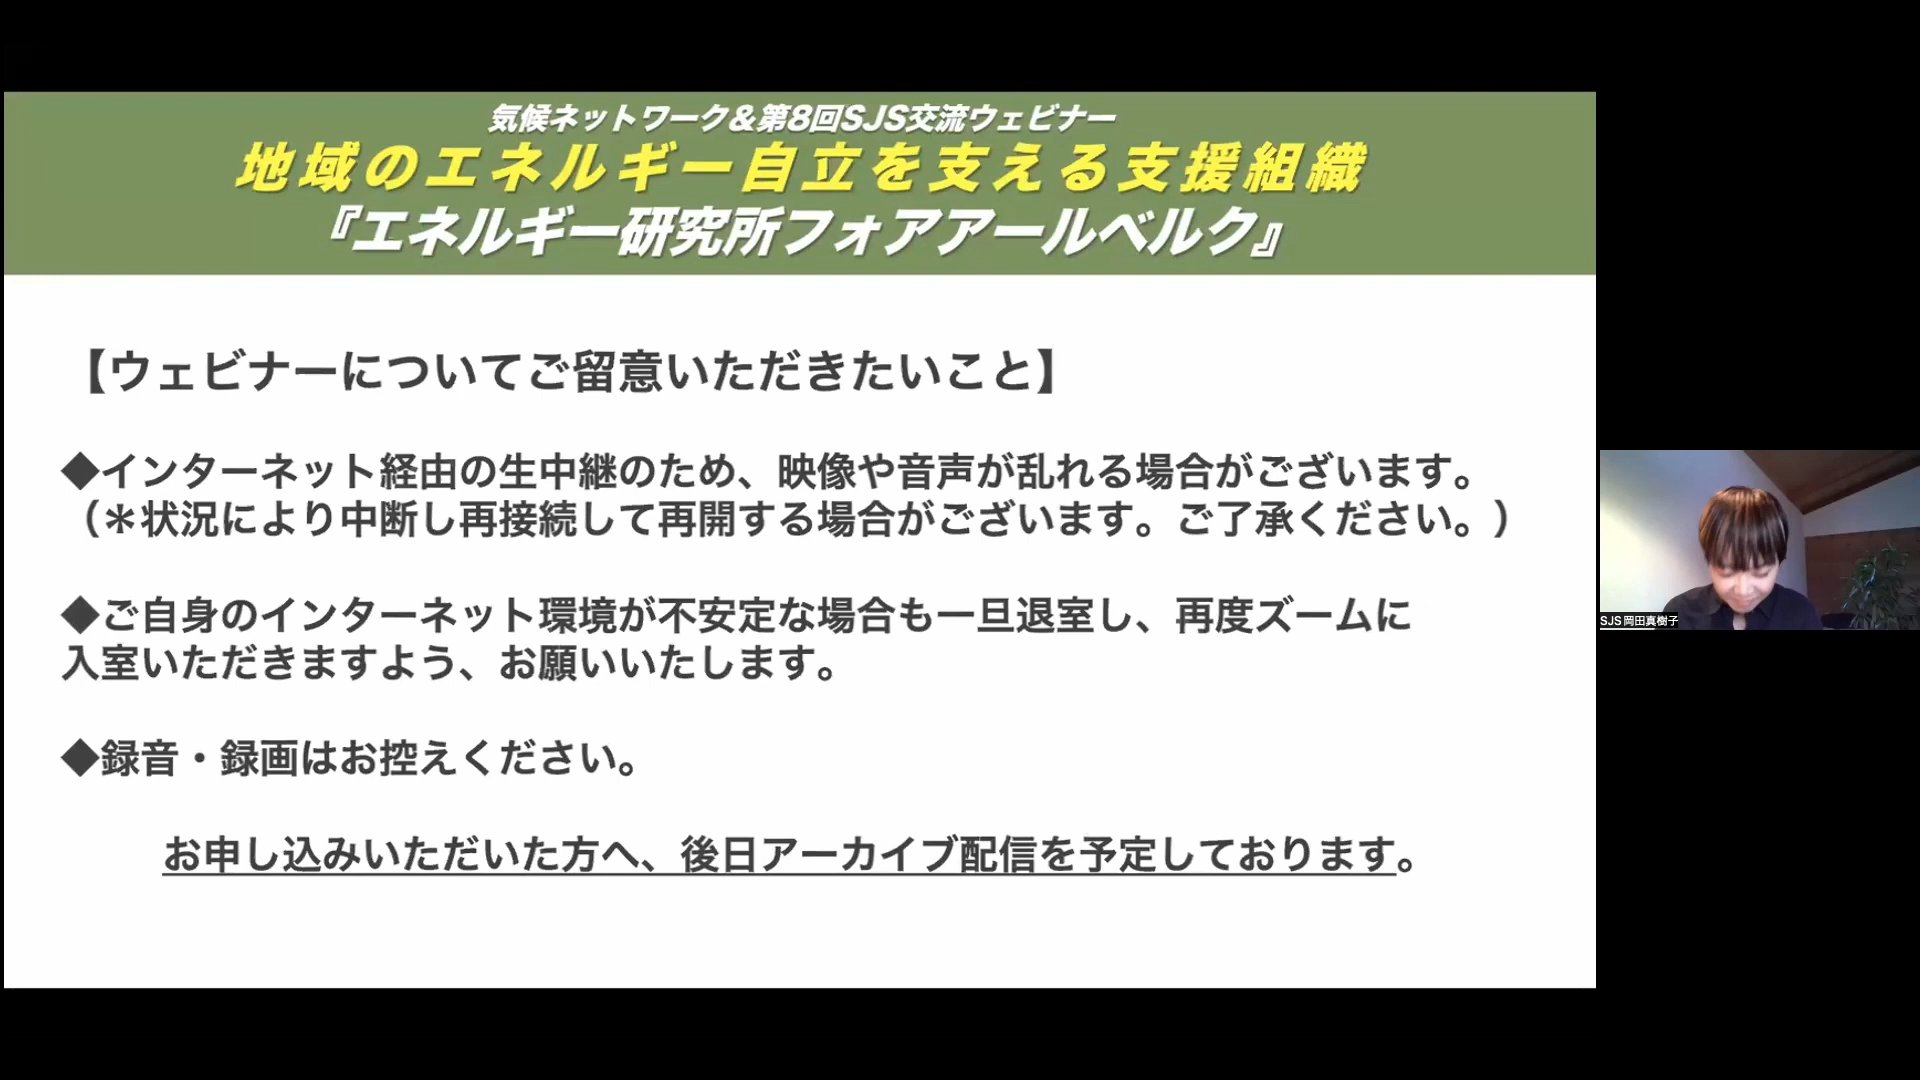 気候ネットワーク&第8回SJS交流ウェビナー
地域のエネルギー自立を支える支援組織
『エネルギー研究所フォアアールベルク』
【ウェビナーについてご留意いただきたいこと】
◆インターネット経由の生中継のため、映像や音声が乱れる場合がございます。
（＊状況により中断し再接続して再開する場合がございます。ご了承ください。）
◆ご自身のインターネット環境が不安定な場合も一旦退室し、再度ズームに
入室いただきますよう、お願いいたします。
◆録音・録画はお控えください。
お申し込みいただいた方へ、後日アーカイブ配信を予定しております。
SJS 岡田真樹子